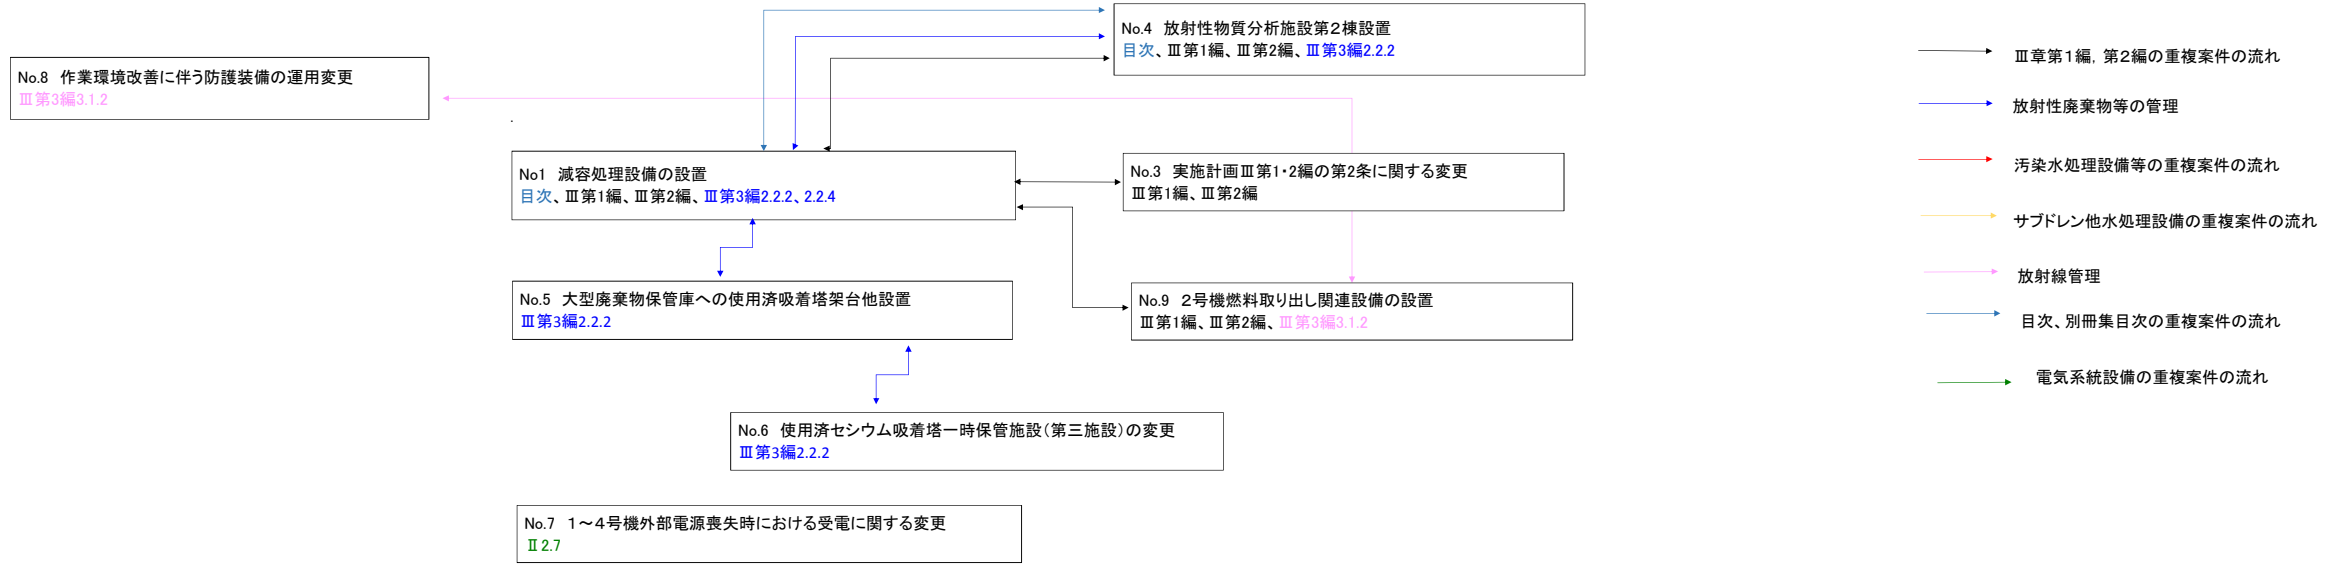 No.4 放射性物質分析施設第2棟設置
目次、Ⅲ第1編、Ⅲ第2編、Ⅲ第3編2.2.2
No.8 作業環境改善に伴う防護装備の運用変更
Ⅲ第3編3.1.2
No1 減容処理設備の設置
目次、Ⅲ第1編、Ⅲ第2編、Ⅲ第3編2.2.2、2.2.4
No.3 実施計画Ⅲ第1・2編の第2条に関する変更
Ⅲ第1編、Ⅲ第2編
No.5 大型廃棄物保管庫への使用済吸着塔架台他設置
Ⅲ第3編2.2.2
No.9 2号機燃料取り出し関連設備の設置
Ⅲ第1編、Ⅲ第2編、Ⅲ第3編3.1.2
No.6 使用済セシウム吸着塔一時保管施設(第三施設)の変更
Ⅲ第3編2.2.2
No.7 1~4号機外部電源喪失時における受電に関する変更
Ⅱ2.7
Ⅲ章第1編, 第2編の重複案件の流れ
放射性廃棄物等の管理
汚染水処理設備等の重複案件の流れ
サブドレン他水処理設備の重複案件の流れ
放射線管理
目次、別冊集目次の重複案件の流れ
電気系統設備の重複案件の流れ